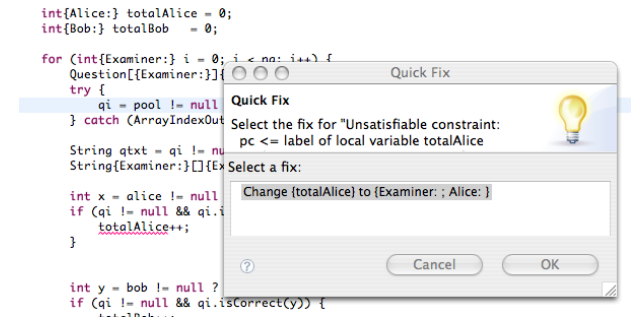 int{Alice:} totalAlice = 0;
int{Bob:} totalBob = 0;
for (int{Examiner:} i = 0; i < nq; i++) {
Question[{Examiner:}]{
try {
qi = pool != null
} catch (ArrayIndexOut
String qtxt = qi != nu
String{Examiner:}[]{Ex
int x = alice != null
if (qi != null && qi.i
totalAlice++;
}
int y = bob != null ?
if (qi != null && qi.isCorrect(y)) {
totalBob++;
Quick Fix
Quick Fix
Select the fix for "Unsatisfiable constraint:
pc <= label of local variable totalAlice
Select a fix:
Change {totalAlice} to {Examiner: ; Alice: }
?
Cancel
OK